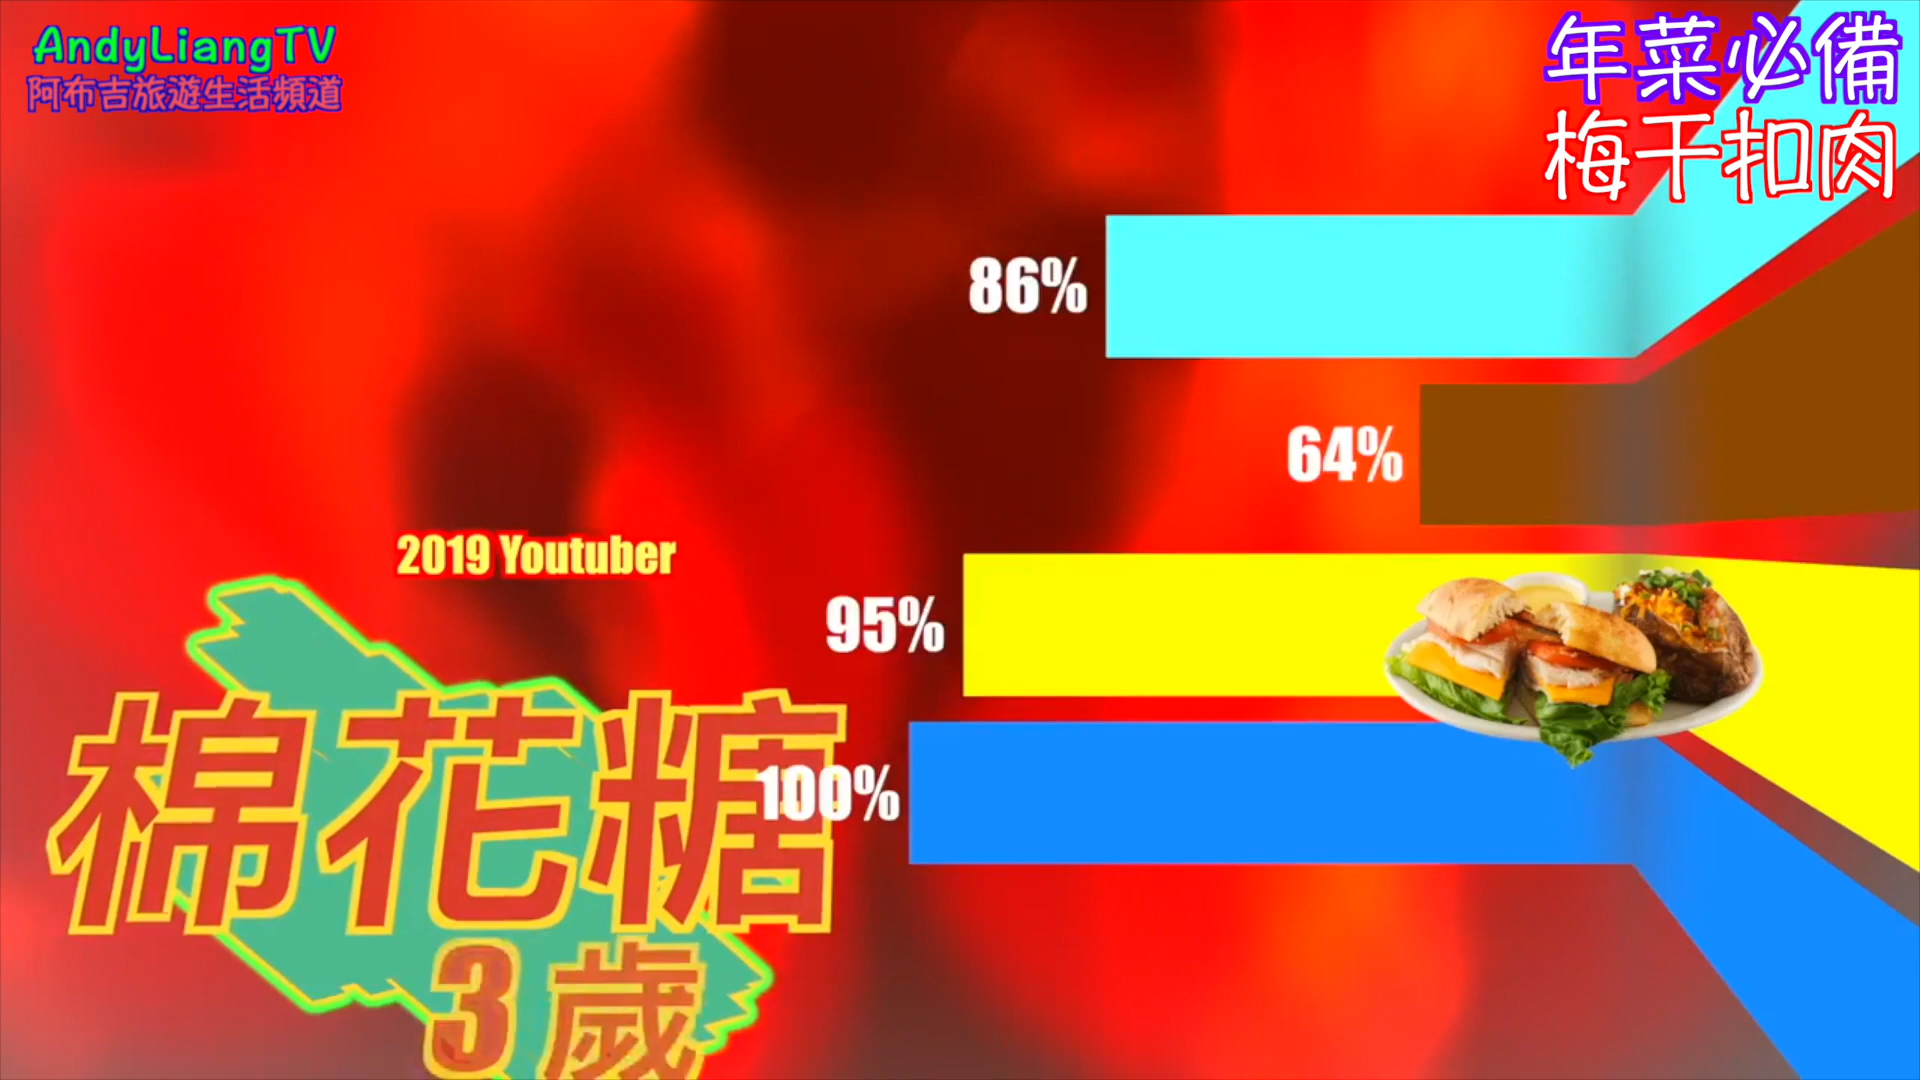 AndyLiangTV
阿布吉旅遊生活頻道
年菜必備
梅干扣肉
86%
64%
2019 Youtuber
95%
100%
棉花糖
3歲